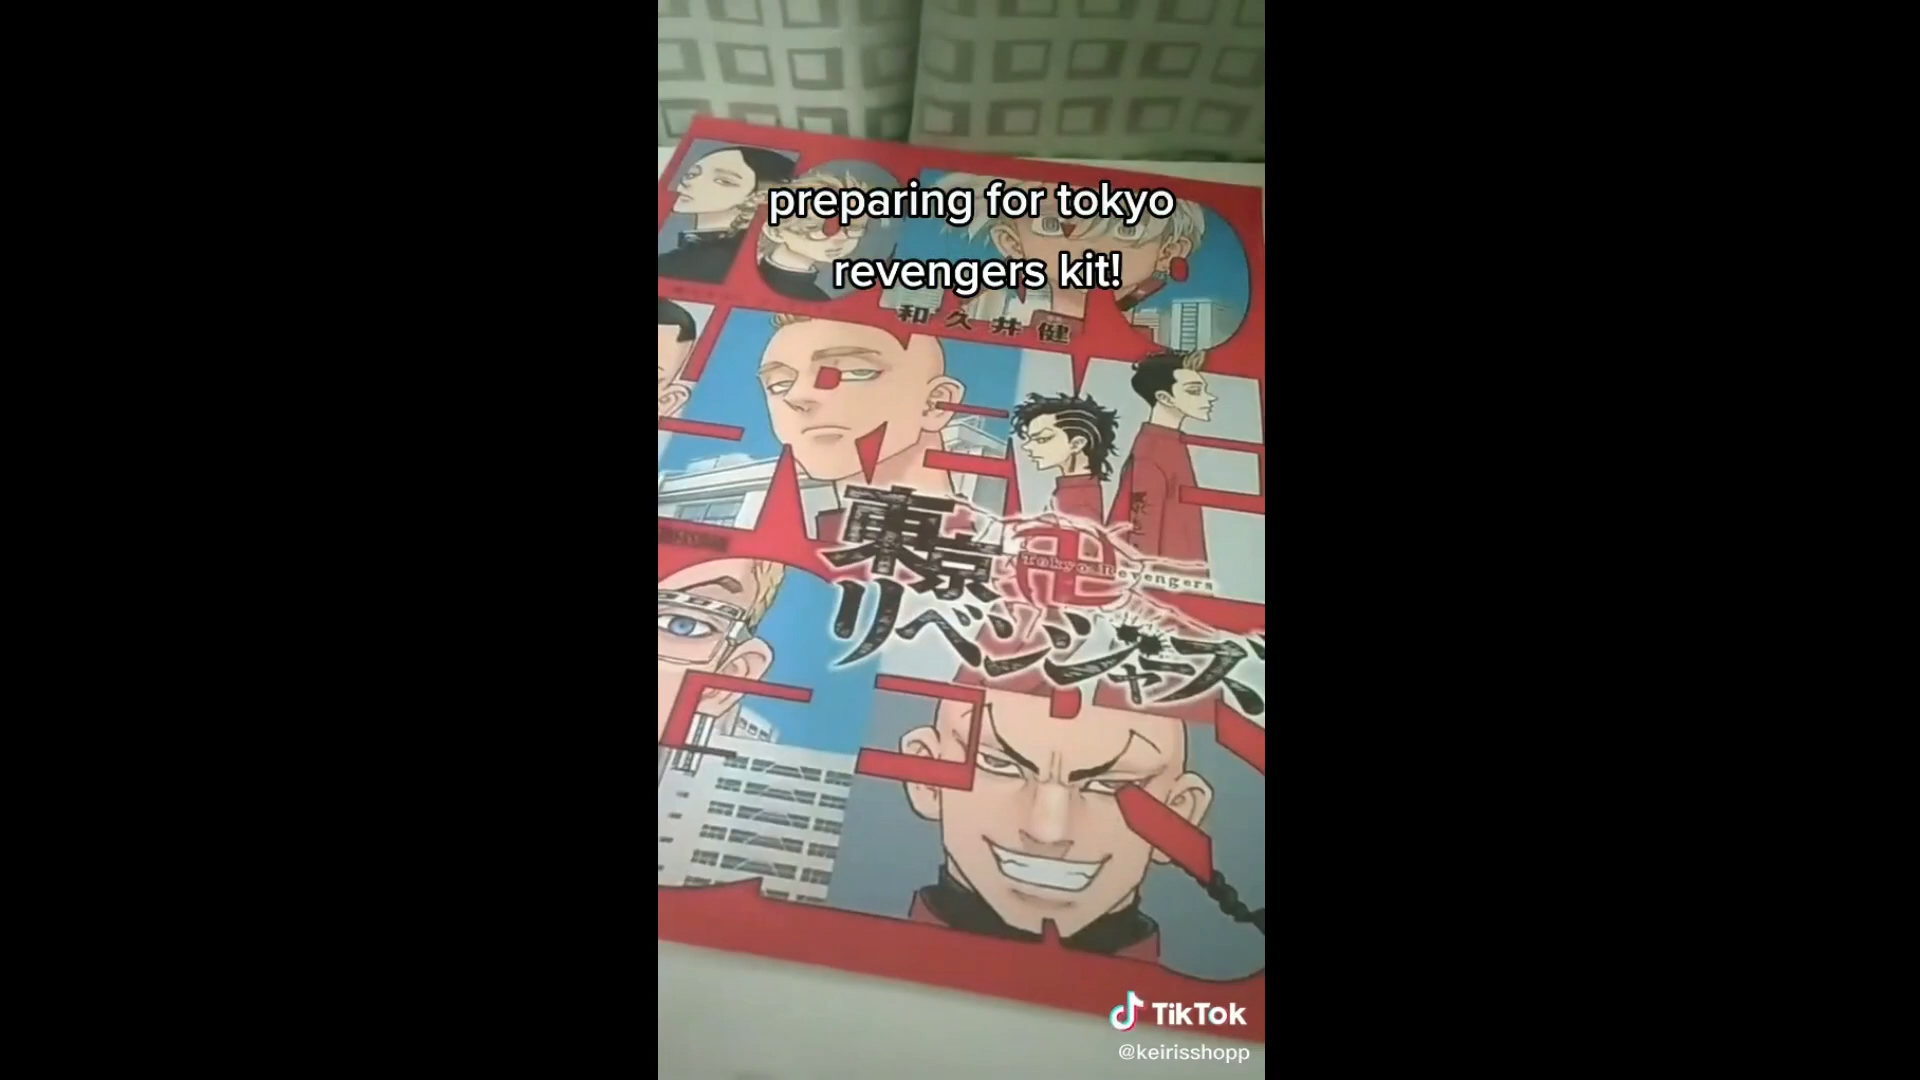 preparing for tokyo
revengers kit!
和久井健
東京
卍
Tokyo Revengers
リベンジャーズ
TikTok
@keirisshopp